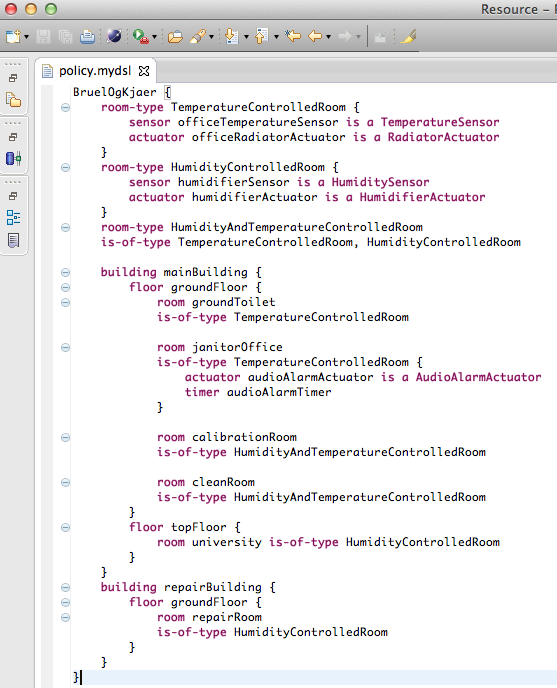 Resource - 
policy.mydsl
BruelOgKjaer {
    room-type TemperatureControlledRoom {
        sensor officeTemperatureSensor is a TemperatureSensor
        actuator officeRadiatorActuator is a RadiatorActuator
    }
    room-type HumidityControlledRoom {
        sensor humidifierSensor is a HumiditySensor
        actuator humidifierActuator is a HumidifierActuator
    }
    room-type HumidityAndTemperatureControlledRoom
    is-of-type TemperatureControlledRoom, HumidityControlledRoom
    building mainBuilding {
        floor groundFloor {
            room groundToilet
            is-of-type TemperatureControlledRoom
            room janitorOffice
            is-of-type TemperatureControlledRoom {
                actuator audioAlarmActuator is a AudioAlarmActuator
                timer audioAlarmTimer
            }
            room calibrationRoom
            is-of-type HumidityAndTemperatureControlledRoom
            room cleanRoom
            is-of-type HumidityAndTemperatureControlledRoom
        }
        floor topFloor {
            room university is-of-type HumidityControlledRoom
        }
    }
    building repairBuilding {
        floor groundFloor {
            room repairRoom
            is-of-type HumidityControlledRoom
        }
    }
}